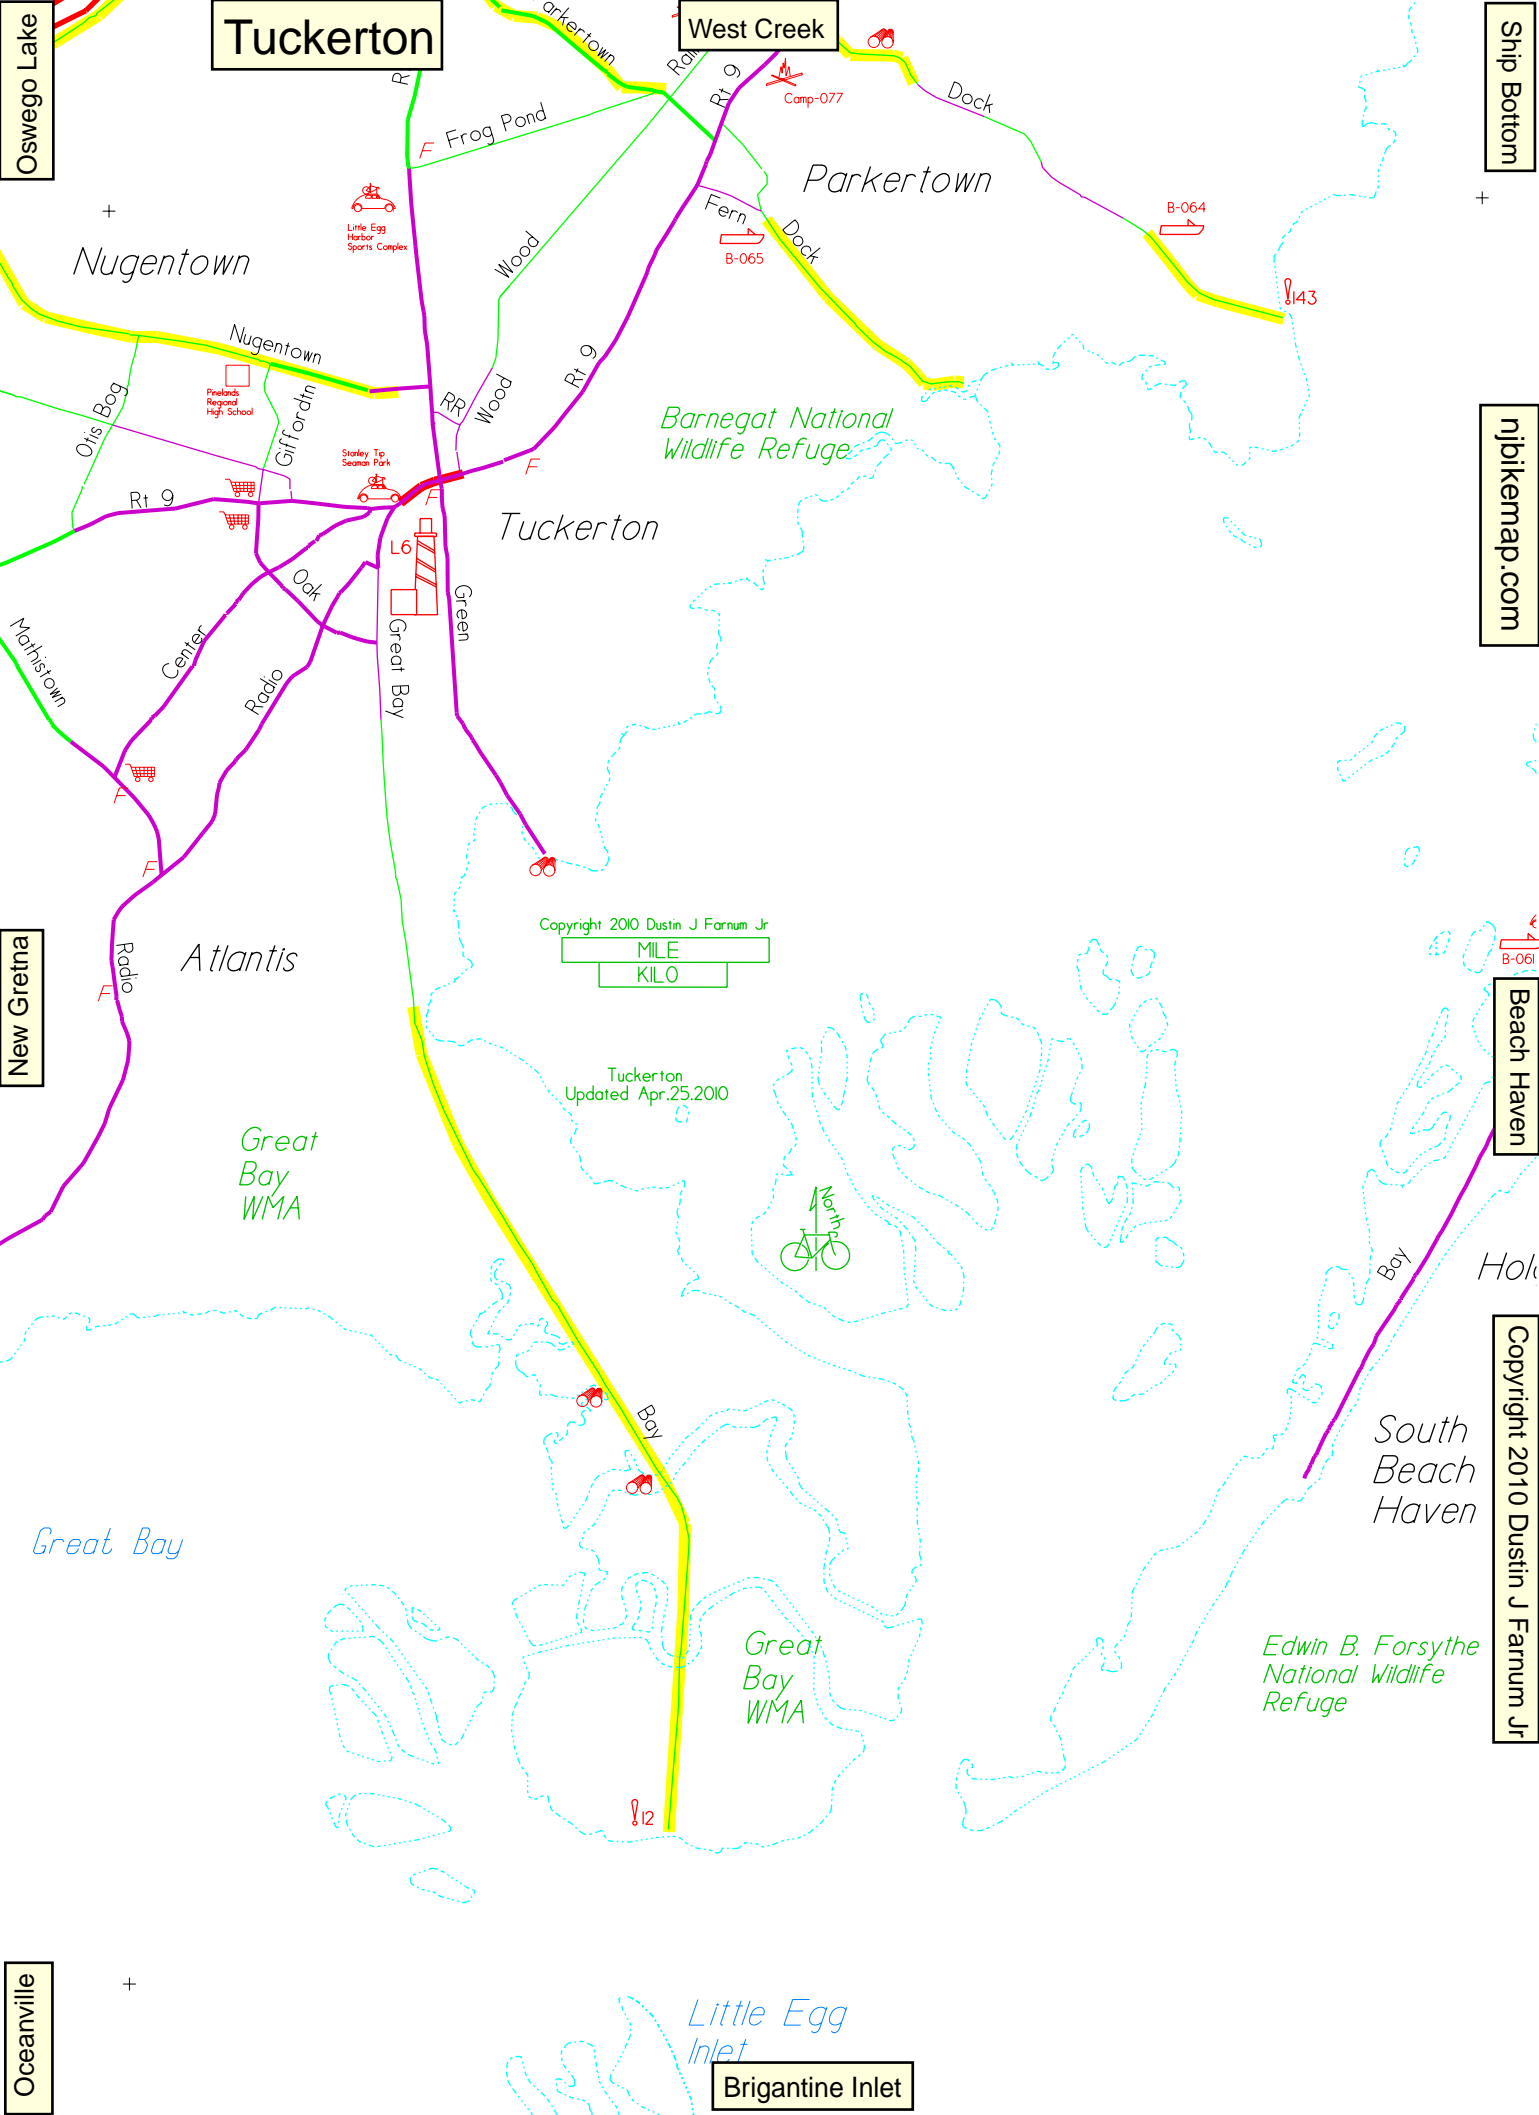 Oswego Lake
Tuckerton
West Creek
Ship Bottom
arkertown
Rail
R
Rt 9
Camp-077
Dock
Frog Pond
F
Parkertown
Little Egg
Harbor
Sports Complex
Fern
B-065
Dock
B-064
Nugentown
Wood
143
Nugentown
Pinelands
Regional
High School
Otis Bog
Giffordtn
RR
Wood
Rt 9
Barnegat National
Wildlife Refuge
njbikemap.com
Stanley Tip
Seaman Park
F
F
Rt 9
Tuckerton
L6
Oak
Green
Great Bay
Mathistown
Center
Radio
F
F
New Gretna
Radio
F
Atlantis
Copyright 2010 Dustin J Farnum Jr
MILE
KILO
B-061
Beach Haven
Tuckerton
Updated Apr.25.2010
Great
Bay
WMA
North
Bay
Hol
Bay
South
Beach
Haven
Copyright 2010 Dustin J Farnum Jr
Great Bay
Great
Bay
WMA
Edwin B. Forsythe
National Wildlife
Refuge
12
Oceanville
Little Egg
Inlet
Brigantine Inlet